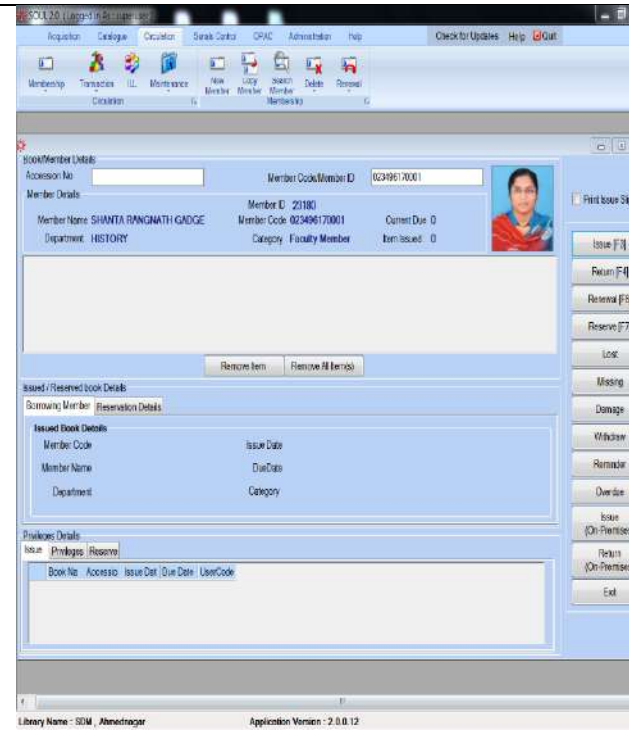 SOUL 2.0: Logged in As: superuser
Acquisition Catalogue Circulation Serials Control OPAC Administration Help Check for Updates Help Quit
Membership Transaction ILL Maintenance New Member Copy Member Search Member Delete Renewal
Circulation Membership
Book/Member Details
Accession No Member Code/Member ID 023496170001
Print Issue Sli
Member Details
Member ID 23180
Member Name SHANTA RANGNATH GADGE Member Code 023496170001 Current Due 0
Department HISTORY Category Faculty Member Item Issued 0
Issue [F3]
Return [F4]
Renewal [F6
Reserve [F7
Lost
Missing
Damage
Withdraw
Reminder
Overdue
Issue
(On-Premises
Return
(On-Premises
Exit
Remove Item Remove All Item(s)
Issued / Reserved book Details
Borrowing Member Reservation Details
Issued Book Details
Member Code Issue Date
Member Name DueDate
Department Category
Privileges Details
Issue Privileges Reserve
Book No Accessio Issue Dat Due Date UserCode
Library Name : SDM , Ahmednagar Application Version : 2.0.0.12